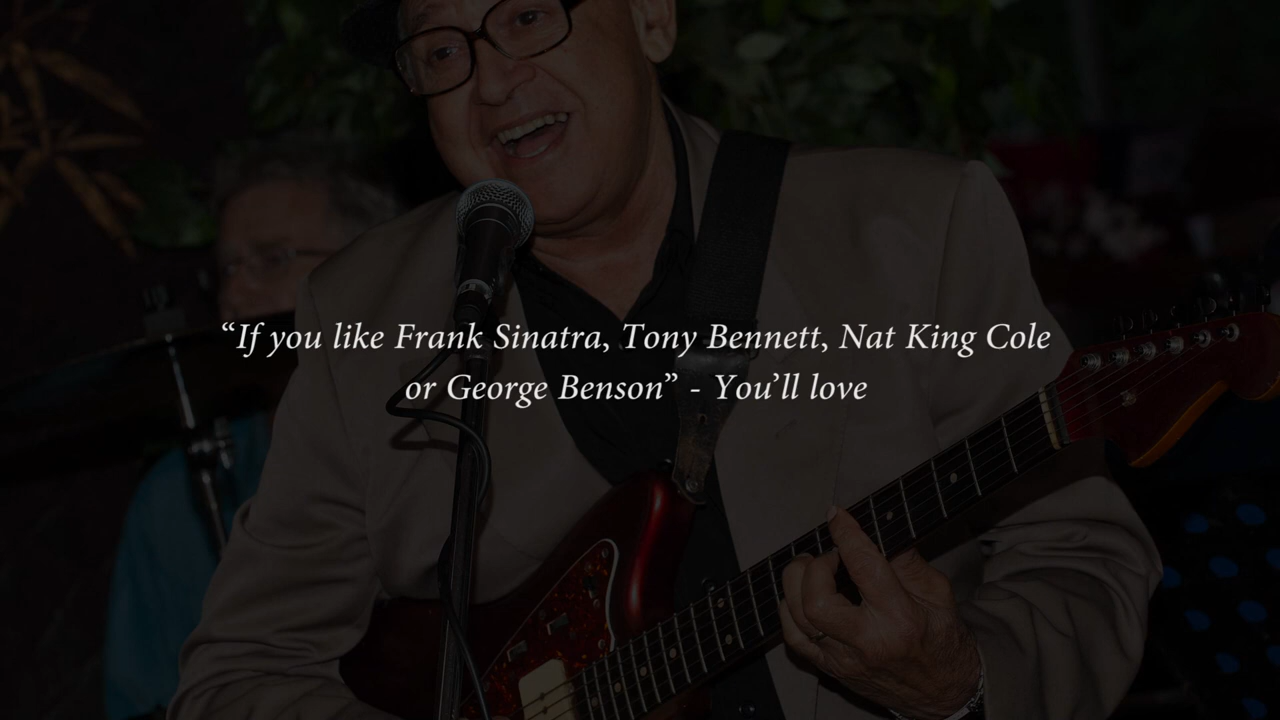 “If you like Frank Sinatra, Tony Bennett, Nat King Cole
or George Benson” - You’ll love